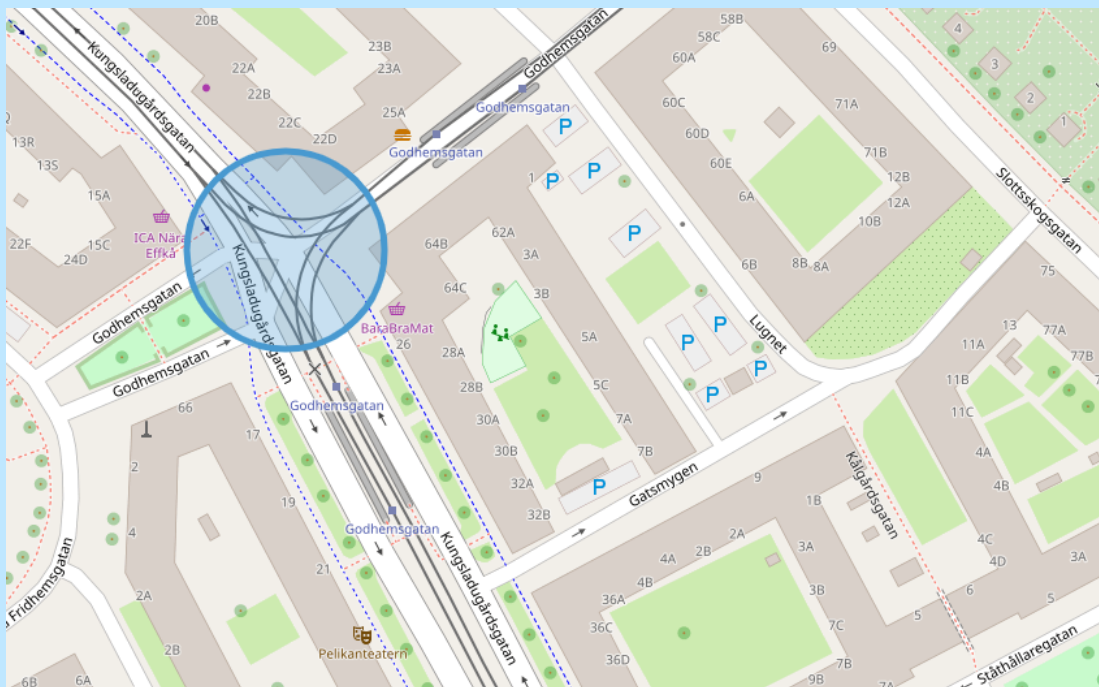 20B
23B
23A
22A
22B
22C
22D
25A
Kungsladugårdsgatan
Godhemsgatan
Godhemsgatan
Godhemsgatan
58B
58C
60A
60C
60D
60E
69
71A
71B
12B
12A
10B
8B
8A
6A
6B
4
3
2
1
Slottsskogsgatan
13R
13S
15A
15C
22F
24D
ICA Nära
Effkå
Godhemsgatan
Godhemsgatan
Kungsladugårdsgatan
BaraBraMat
26
1
62A
64B
64C
3A
3B
5A
5C
7A
7B
28A
28B
30A
30B
32A
32B
P
P
P
P
P
P
P
P
P
Lugnet
75
13
77A
77B
11A
11B
11C
4A
4B
4C
4D
3A
Godhemsgatan
Godhemsgatan
66
17
19
21
2
4
2A
2B
6B
6A
Fridhemsgatan
Pelikanteatern
Kungsladugårdsgatan
Gatsmygen
9
1B
2A
2B
4A
4B
3A
3B
36A
36C
36D
7C
7B
9B
7A
5
6
5
Kålgårdsgatan
Ståthållaregatan